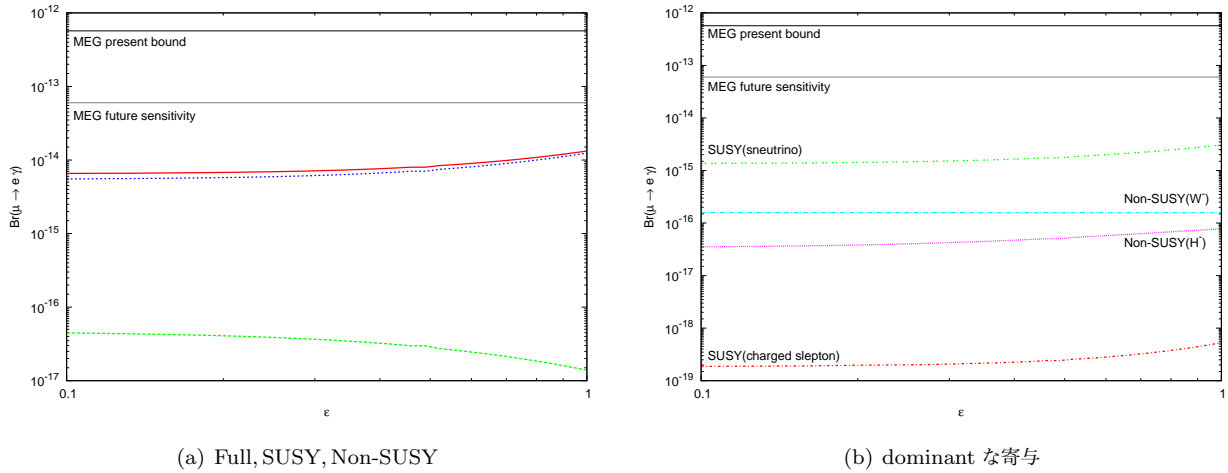 10-12
10-13
10-14
10-15
10-16
10-17
0.1
1
ε
Br(μ → e γ)
MEG present bound
MEG future sensitivity
(a) Full, SUSY, Non-SUSY
10-12
10-13
10-14
10-15
10-16
10-17
10-18
10-19
0.1
1
ε
Br(μ → e γ)
MEG present bound
MEG future sensitivity
SUSY(sneutrino)
Non-SUSY(W-)
Non-SUSY(H-)
SUSY(charged slepton)
(b) dominant な寄与